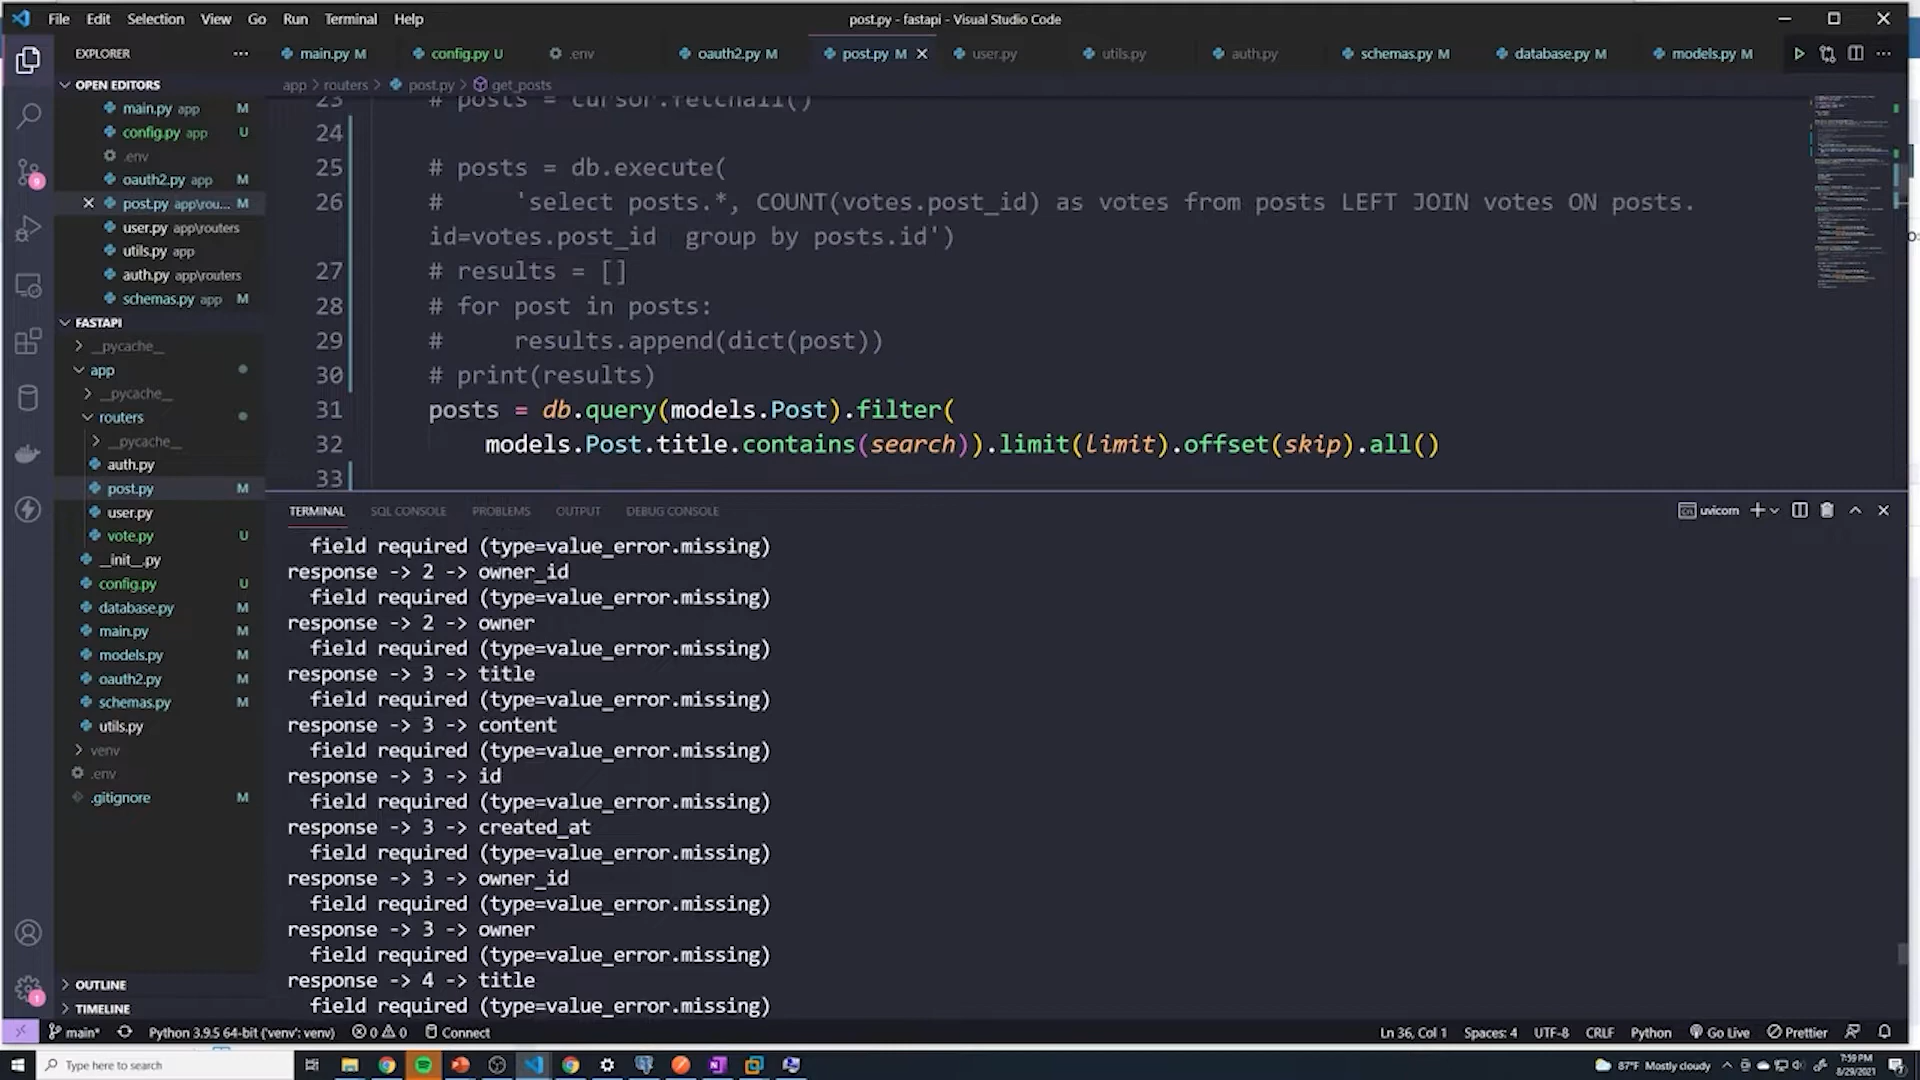 File Edit Selection View Go Run Terminal Help
post.py - fastapi - Visual Studio Code
EXPLORER
main.py M config.py U .env oauth2.py M post.py M user.py utils.py auth.py schemas.py M database.py M models.py M
OPEN EDITORS
main.py app M
config.py app U
.env
oauth2.py app M
post.py app\rou... M
user.py app\routers
utils.py app
auth.py app\routers
schemas.py app M
FASTAPI
__pycache__
app
__pycache__
routers
__pycache__
auth.py
post.py M
user.py
vote.py U
__init__.py
config.py U
database.py M
main.py M
models.py M
oauth2.py M
schemas.py M
utils.py
venv
.env
.gitignore M
OUTLINE
TIMELINE
app > routers > post.py > get_posts
23 # posts = cursor.fetchall()
24
25 # posts = db.execute(
26 #     'select posts.*, COUNT(votes.post_id) as votes from posts LEFT JOIN votes ON posts.
id=votes.post_id  group by posts.id')
27 # results = []
28 # for post in posts:
29 #     results.append(dict(post))
30 # print(results)
31 posts = db.query(models.Post).filter(
32     models.Post.title.contains(search)).limit(limit).offset(skip).all()
33
TERMINAL SQL CONSOLE PROBLEMS OUTPUT DEBUG CONSOLE
uvicorn
field required (type=value_error.missing)
response -> 2 -> owner_id
field required (type=value_error.missing)
response -> 2 -> owner
field required (type=value_error.missing)
response -> 3 -> title
field required (type=value_error.missing)
response -> 3 -> content
field required (type=value_error.missing)
response -> 3 -> id
field required (type=value_error.missing)
response -> 3 -> created_at
field required (type=value_error.missing)
response -> 3 -> owner_id
field required (type=value_error.missing)
response -> 3 -> owner
field required (type=value_error.missing)
response -> 4 -> title
field required (type=value_error.missing)
main* Python 3.9.5 64-bit ('venv': venv) 0 0 Connect
Ln 36, Col 1 Spaces: 4 UTF-8 CRLF Python Go Live Prettier
Type here to search
87°F Mostly cloudy
7:59 PM
8/29/2021